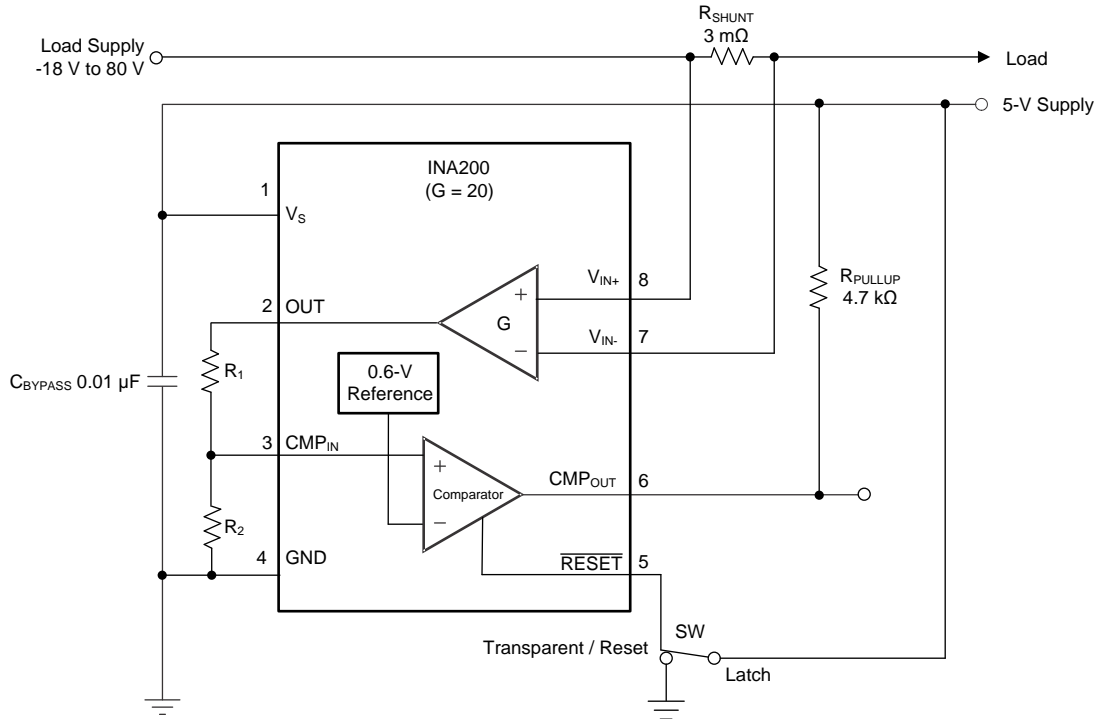 R_SHUNT
3 mΩ
Load Supply
-18 V to 80 V
Load
5-V Supply
INA200
(G = 20)
1
V_S
V_IN+
8
R_PULLUP
4.7 kΩ
2
OUT
+
G
−
V_IN-
7
R_1
0.6-V
Reference
C_BYPASS 0.01 µF
3
CMP_IN
+
Comparator
−
CMP_OUT
6
R_2
4
GND
RESET
5
SW
Transparent / Reset
Latch